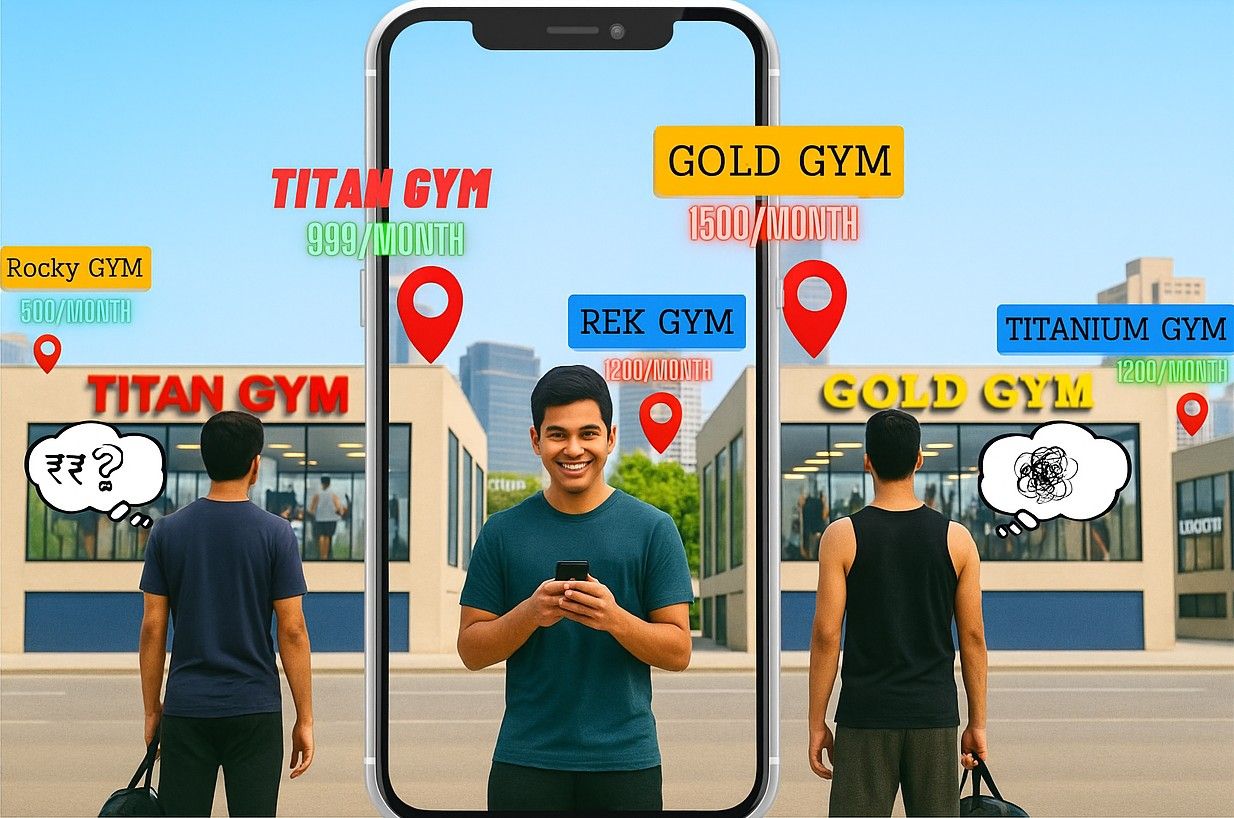 GOLD GYM
1500/MONTH
TITAN GYM
999/MONTH
Rocky GYM
500/MONTH
REK GYM
1200/MONTH
TITANIUM GYM
1200/MONTH
TITAN GYM
GOLD GYM
₹₹?